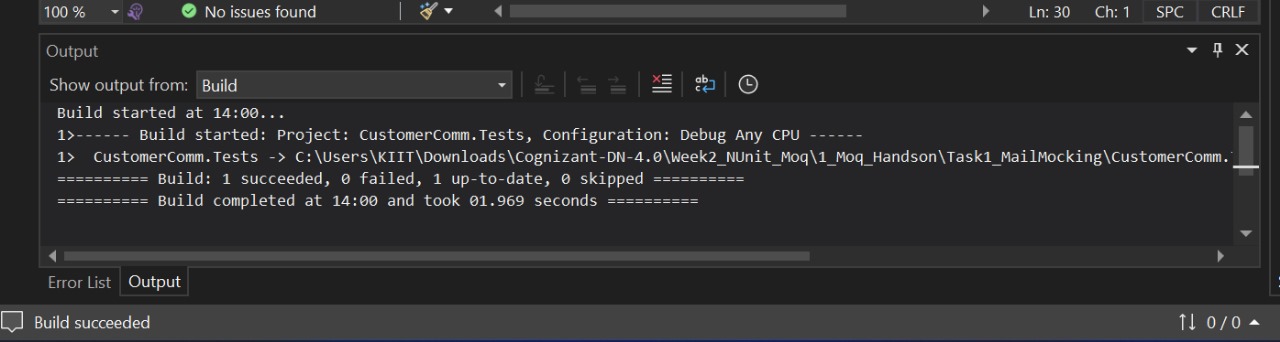 100 % No issues found Ln: 30 Ch: 1 SPC CRLF
Output
Show output from: Build
Build started at 14:00...
1>------ Build started: Project: CustomerComm.Tests, Configuration: Debug Any CPU ------
1>  CustomerComm.Tests -> C:\Users\KIIT\Downloads\Cognizant-DN-4.0\Week2_NUnit_Moq\1_Moq_Handson\Task1_MailMocking\CustomerComm.
========== Build: 1 succeeded, 0 failed, 1 up-to-date, 0 skipped ==========
========== Build completed at 14:00 and took 01.969 seconds ==========
Error List Output
Build succeeded 0 / 0